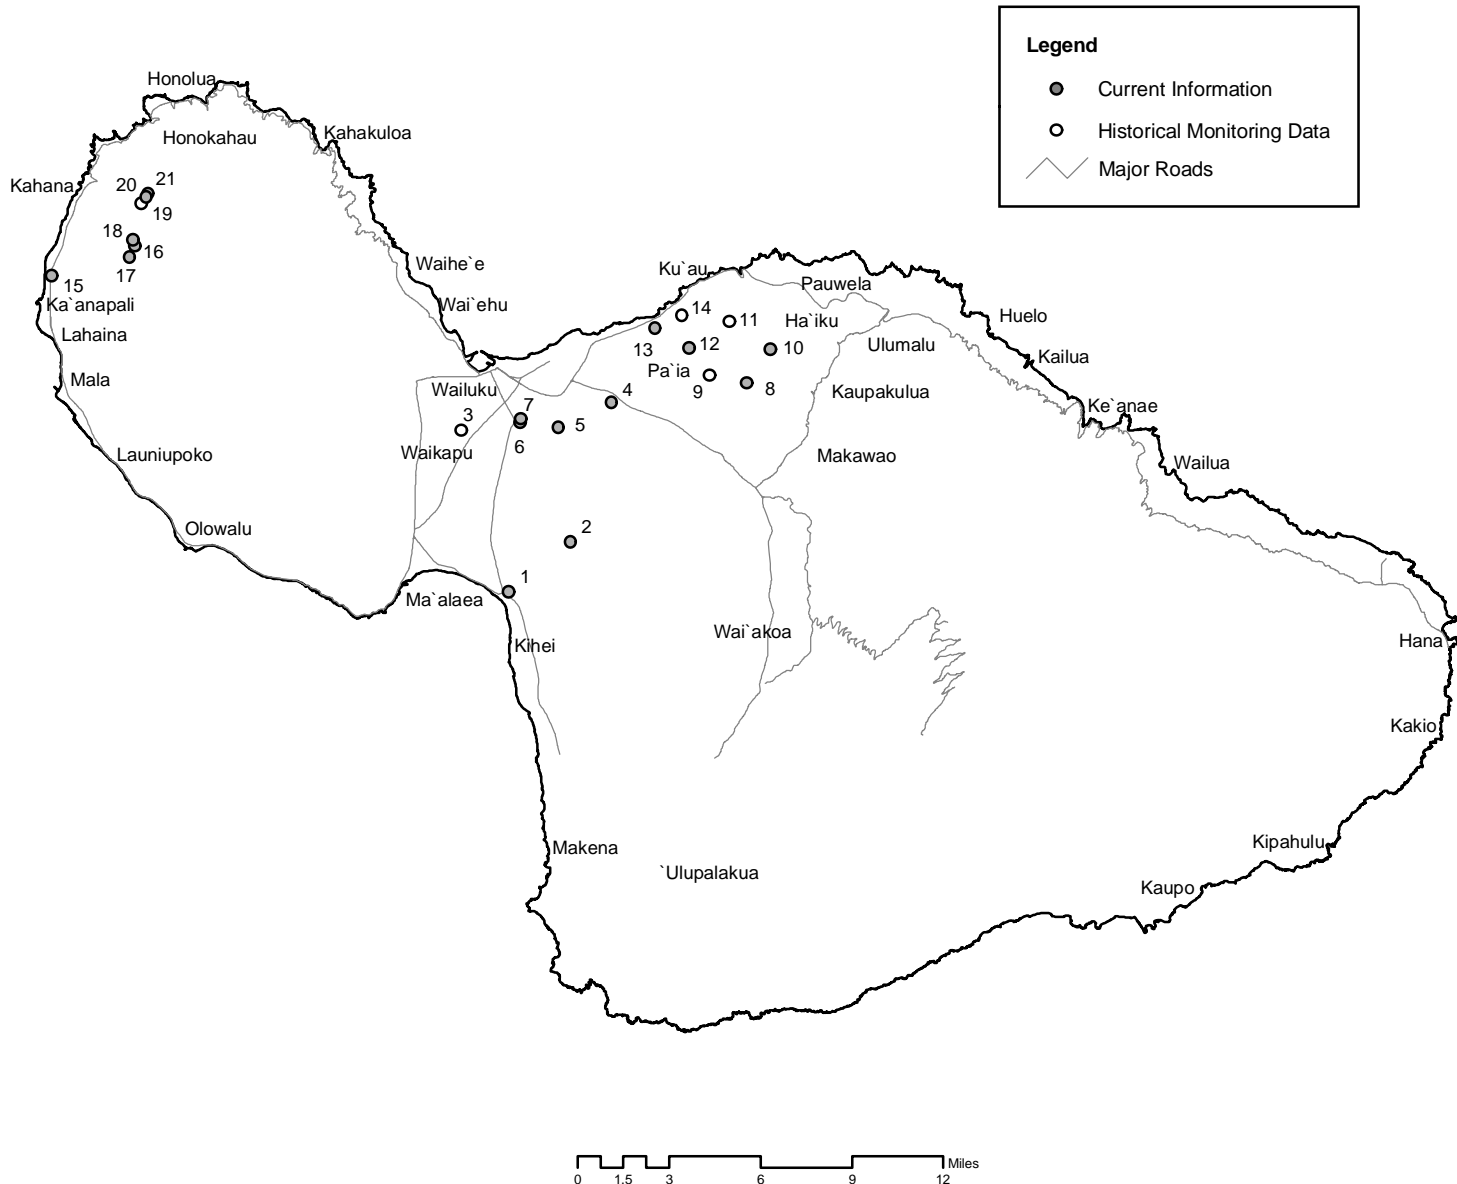 Legend
Current Information
Historical Monitoring Data
Major Roads
Honolua
Kahakuloa
Honokahau
Kahana
20
21
19
18
16
17
15
Ka`anapali
Lahaina
Mala
Launiupoko
Olowalu
Waihe`e
Wai`ehu
Ku`au
Pauwela
14
11
Ha`iku
13
12
10
Huelo
Ulumalu
Kailua
Pa`ia
9
8
Kaupakulua
Wailuku
4
Ke`anae
3
7
5
6
Waikapu
Makawao
Wailua
2
1
Ma`alaea
Wai`akoa
Kihei
Hana
Kakio
Makena
`Ulupalakua
Kipahulu
Kaupo
Miles
0 1.5 3 6 9 12